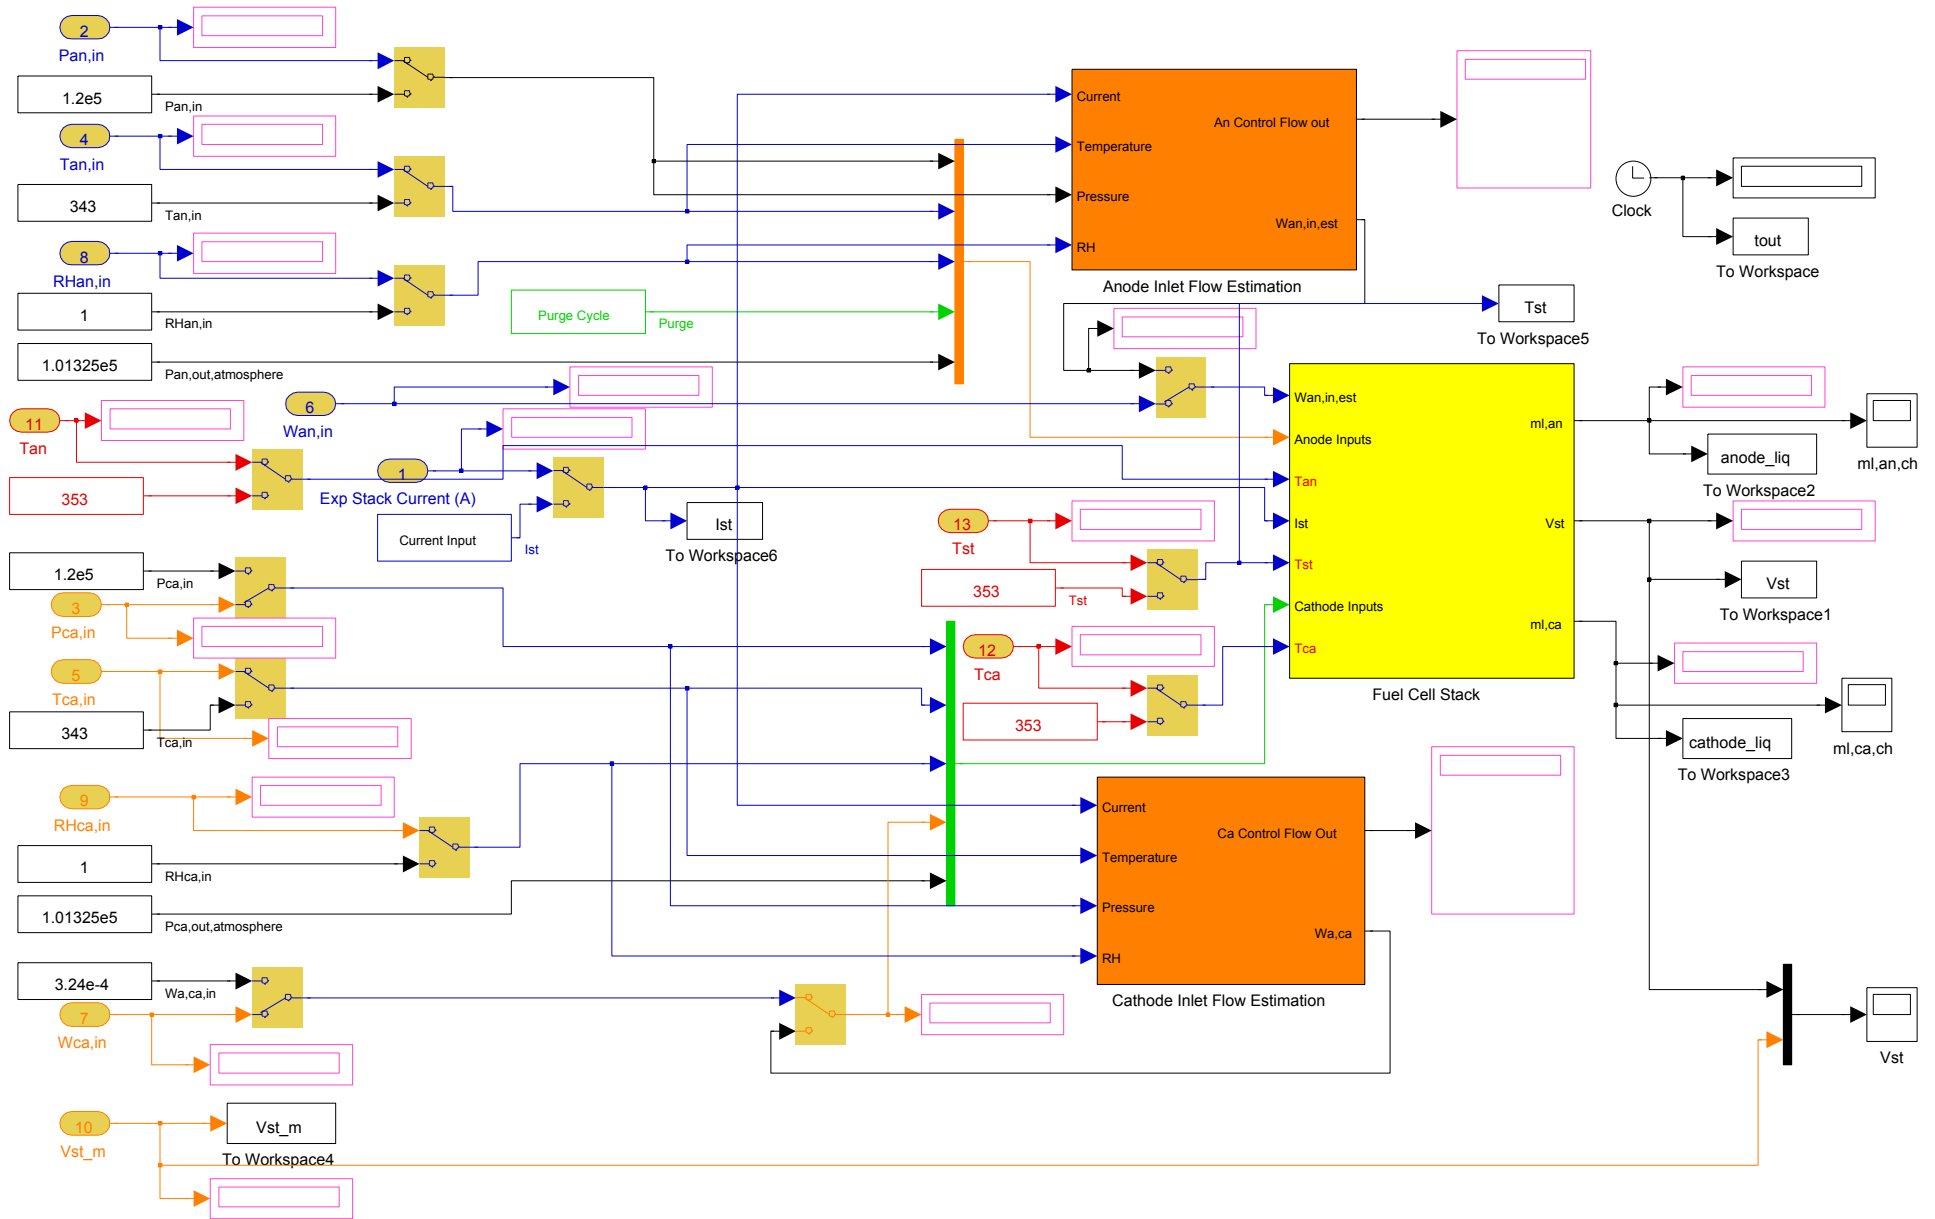 2
Pan,in
1.2e5
Pan,in
4
Tan,in
343
Tan,in
8
RHan,in
1
RHan,in
1.01325e5
Pan,out,atmosphere
Purge Cycle
Purge
Current
Temperature
Pressure
RH
An Control Flow out
Wan,in,est
Anode Inlet Flow Estimation
Clock
tout
To Workspace
Tst
To Workspace5
6
Wan,in
11
Tan
353
1
Exp Stack Current (A)
Current Input
Ist
Ist
To Workspace6
Wan,in,est
Anode Inputs
Tan
Ist
Tst
Cathode Inputs
Tca
ml,an
Vst
ml,ca
Fuel Cell Stack
anode_liq
To Workspace2
ml,an,ch
Vst
To Workspace1
cathode_liq
To Workspace3
ml,ca,ch
13
Tst
353
Tst
12
Tca
353
1.2e5
Pca,in
3
Pca,in
5
Tca,in
343
Tca,in
9
RHca,in
1
RHca,in
1.01325e5
Pca,out,atmosphere
Current
Temperature
Pressure
RH
Ca Control Flow Out
Wa,ca
Cathode Inlet Flow Estimation
3.24e-4
Wa,ca,in
7
Wca,in
10
Vst_m
Vst_m
To Workspace4
Vst